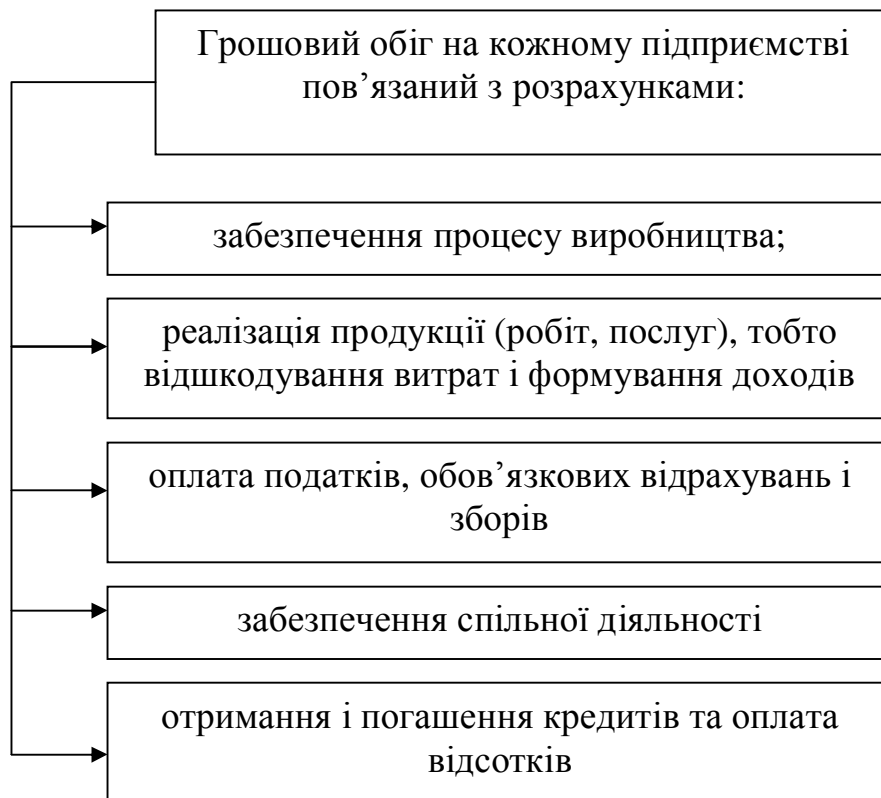 Грошовий обіг на кожному підприємстві
пов’язаний з розрахунками:
забезпечення процесу виробництва;
реалізація продукції (робіт, послуг), тобто
відшкодування витрат і формування доходів
оплата податків, обов’язкових відрахувань і
зборів
забезпечення спільної діяльності
отримання і погашення кредитів та оплата
відсотків